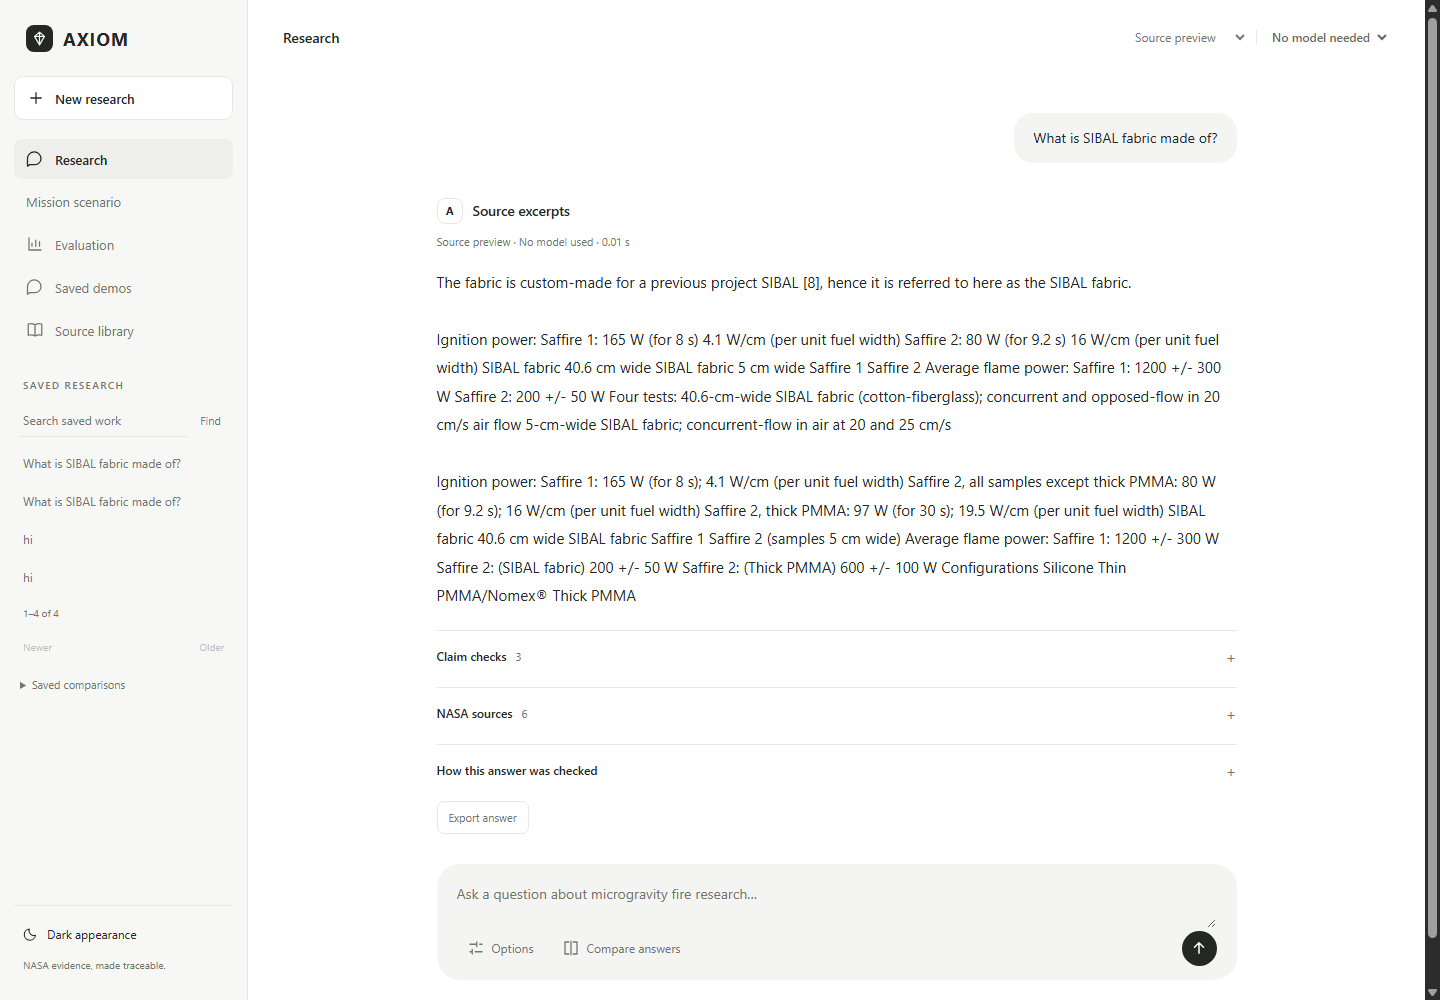 AXIOM
New research
Research
Mission scenario
Evaluation
Saved demos
Source library
SAVED RESEARCH
Search saved work
Find
What is SIBAL fabric made of?
What is SIBAL fabric made of?
hi
hi
1–4 of 4
Newer
Older
Saved comparisons
Dark appearance
NASA evidence, made traceable.
Research
Source preview
No model needed
What is SIBAL fabric made of?
A
Source excerpts
Source preview · No model used · 0.01 s
The fabric is custom-made for a previous project SIBAL [8], hence it is referred to here as the SIBAL fabric.
Ignition power: Saffire 1: 165 W (for 8 s) 4.1 W/cm (per unit fuel width) Saffire 2: 80 W (for 9.2 s) 16 W/cm (per unit fuel
width) SIBAL fabric 40.6 cm wide SIBAL fabric 5 cm wide Saffire 1 Saffire 2 Average flame power: Saffire 1: 1200 +/- 300
W Saffire 2: 200 +/- 50 W Four tests: 40.6-cm-wide SIBAL fabric (cotton-fiberglass); concurrent and opposed-flow in 20
cm/s air flow 5-cm-wide SIBAL fabric; concurrent-flow in air at 20 and 25 cm/s
Ignition power: Saffire 1: 165 W (for 8 s); 4.1 W/cm (per unit fuel width) Saffire 2, all samples except thick PMMA: 80 W
(for 9.2 s); 16 W/cm (per unit fuel width) Saffire 2, thick PMMA: 97 W (for 30 s); 19.5 W/cm (per unit fuel width) SIBAL
fabric 40.6 cm wide SIBAL fabric Saffire 1 Saffire 2 (samples 5 cm wide) Average flame power: Saffire 1: 1200 +/- 300 W
Saffire 2: (SIBAL fabric) 200 +/- 50 W Saffire 2: (Thick PMMA) 600 +/- 100 W Configurations Silicone Thin
PMMA/Nomex® Thick PMMA
Claim checks 3
NASA sources 6
How this answer was checked
Export answer
Ask a question about microgravity fire research...
Options
Compare answers